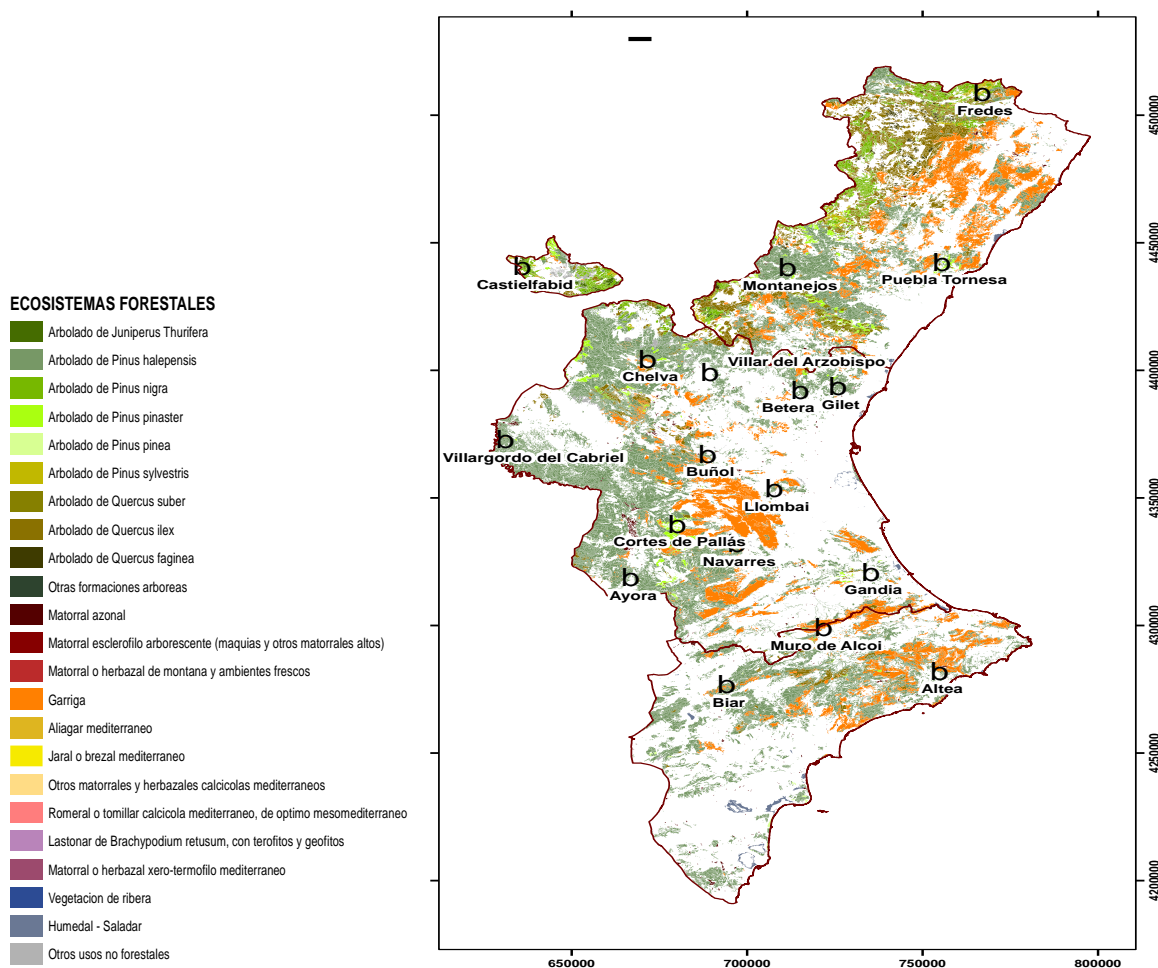 ECOSISTEMAS FORESTALES
Arbolado de Juniperus Thurifera
Arbolado de Pinus halepensis
Arbolado de Pinus nigra
Arbolado de Pinus pinaster
Arbolado de Pinus pinea
Arbolado de Pinus sylvestris
Arbolado de Quercus suber
Arbolado de Quercus ilex
Arbolado de Quercus faginea
Otras formaciones arboreas
Matorral azonal
Matorral esclerofilo arborescente (maquias y otros matorrales altos)
Matorral o herbazal de montana y ambientes frescos
Garriga
Aliagar mediterraneo
Jaral o brezal mediterraneo
Otros matorrales y herbazales calcicolas mediterraneos
Romeral o tomillar calcicola mediterraneo, de optimo mesomediterraneo
Lastonar de Brachypodium retusum, con terofitos y geofitos
Matorral o herbazal xero-termofilo mediterraneo
Vegetacion de ribera
Humedal - Saladar
Otros usos no forestales
b
Fredes
b
Castielfabid
b
Montanejos
b
Puebla Tornesa
b
Chelva
b
Villar del Arzobispo
b
Betera
b
Gilet
b
Villargordo del Cabriel
b
Buñol
b
Llombai
b
Cortes de Pallás
b
Navarres
b
Ayora
b
Gandia
b
Muro de Alcoi
b
Biar
b
Altea
4500000
4450000
4400000
4350000
4300000
4250000
4200000
650000
700000
750000
800000